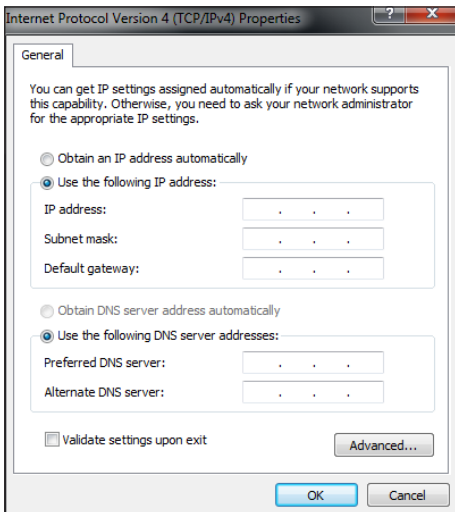 Internet Protocol Version 4 (TCP/IPv4) Properties
General
You can get IP settings assigned automatically if your network supports
this capability. Otherwise, you need to ask your network administrator
for the appropriate IP settings.
Obtain an IP address automatically
Use the following IP address:
IP address: . . .
Subnet mask: . . .
Default gateway: . . .
Obtain DNS server address automatically
Use the following DNS server addresses:
Preferred DNS server: . . .
Alternate DNS server: . . .
Validate settings upon exit
Advanced...
OK Cancel